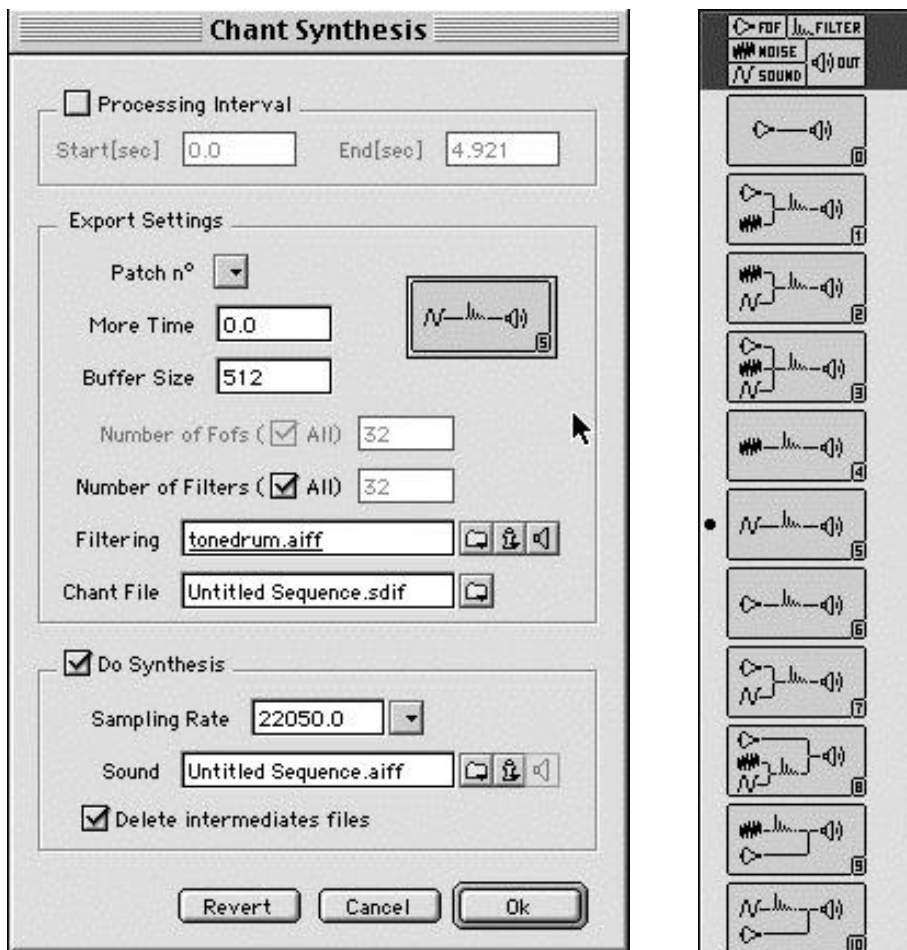 Chant Synthesis
Processing Interval
Start[sec] 0.0 End[sec] 4.921
Export Settings
Patch n°
5
More Time 0.0
Buffer Size 512
Number of Fofs ( All) 32
Number of Filters ( All) 32
Filtering tonedrum.aiff
Chant File Untitled Sequence.sdif
Do Synthesis
Sampling Rate 22050.0
Sound Untitled Sequence.aiff
Delete intermediates files
Revert Cancel Ok
FOF FILTER
NOISE
OUT
SOUND
0
1
2
3
4
5
6
7
8
9
10